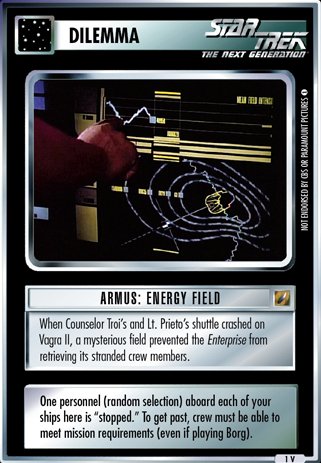 DILEMMA
STAR TREK
THE NEXT GENERATION
MEAN FIELD INTENSIT
NOT ENDORSED BY CBS OR PARAMOUNT PICTURES
ARMUS: ENERGY FIELD
When Counselor Troi's and Lt. Prieto's shuttle crashed on
Vagra II, a mysterious field prevented the Enterprise from
retrieving its stranded crew members.
One personnel (random selection) aboard each of your
ships here is "stopped." To get past, crew must be able to
meet mission requirements (even if playing Borg).
1 V